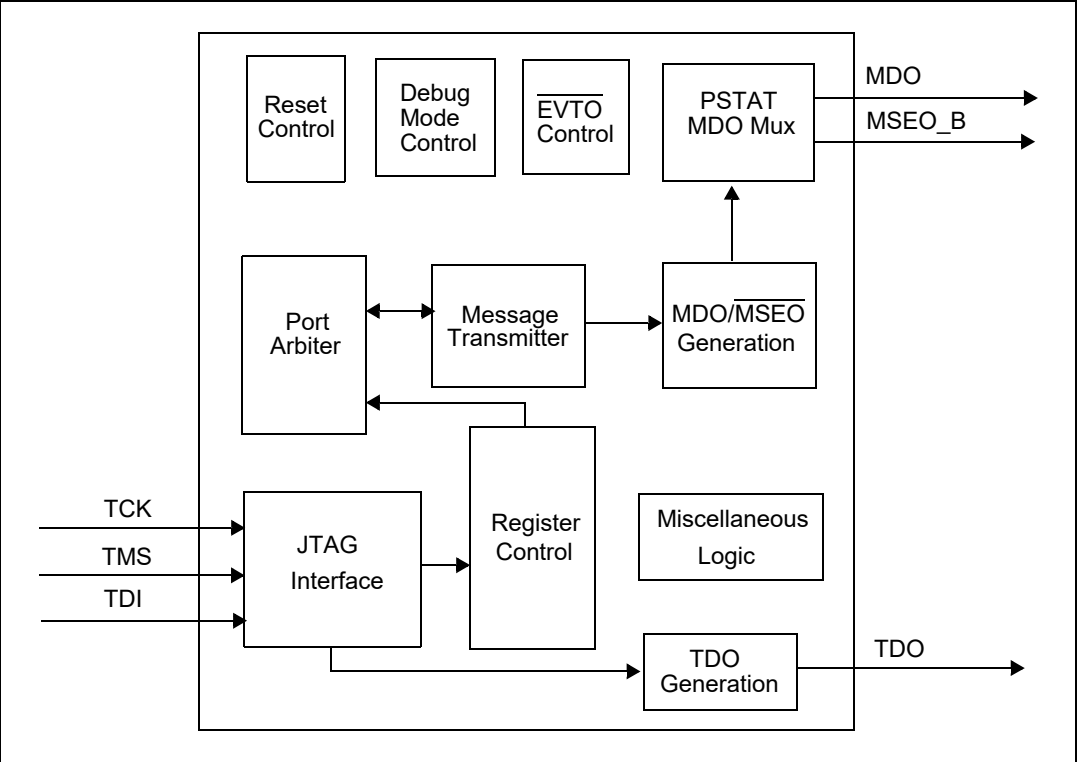 Reset
Control
Debug
Mode
Control
EVTO
Control
PSTAT
MDO Mux
MDO
MSEO_B
Port
Arbiter
Message
Transmitter
MDO/MSEO
Generation
TCK
TMS
TDI
JTAG
Interface
Register
Control
Miscellaneous
Logic
TDO
Generation
TDO